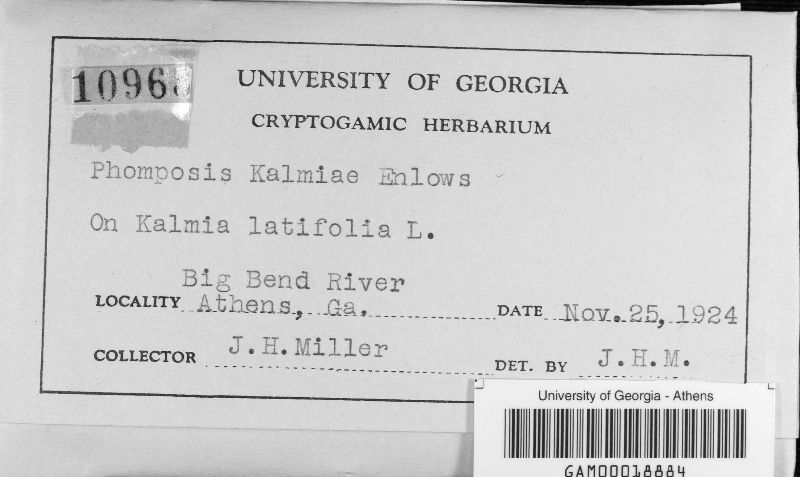 UNIVERSITY OF GEORGIA
CRYPTOGAMIC HERBARIUM
Phomposis Kalmiae Enlows
On Kalmia latifolia L.
Big Bend River
LOCALITY Athens, Ga. DATE Nov. 25, 1924
COLLECTOR J.H.Miller DET. BY J.H.M.
University of Georgia - Athens
GAM00018884